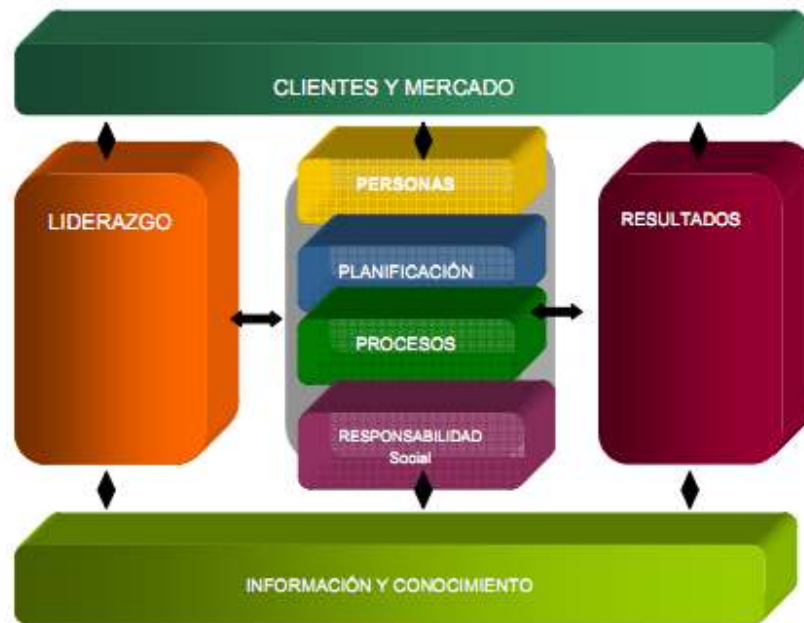 CLIENTES Y MERCADO
PERSONAS
LIDERAZGO
RESULTADOS
PLANIFICACIÓN
PROCESOS
RESPONSABILIDAD
Social
INFORMACIÓN Y CONOCIMIENTO